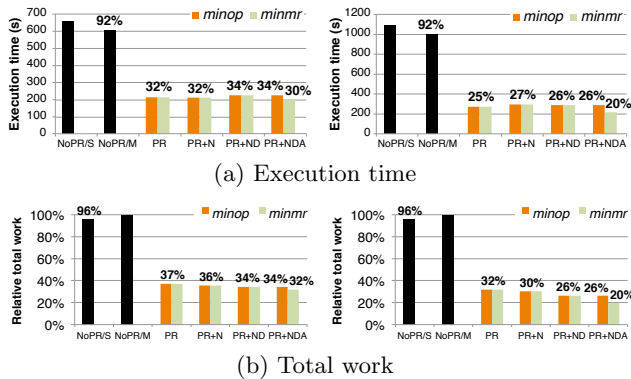 700
600
500
400
300
200
100
0
Execution time (s)
minop minmr
92%
32% 32% 34% 34% 30%
NoPR/S NoPR/M PR PR+N PR+ND PR+NDA
1200
1000
800
600
400
200
0
Execution time (s)
minop minmr
92%
25% 27% 26% 26% 20%
NoPR/S NoPR/M PR PR+N PR+ND PR+NDA
(a) Execution time
100%
80%
60%
40%
20%
0%
Relative total work
minop minmr
96%
37% 36% 34% 34% 32%
NoPR/S NoPR/M PR PR+N PR+ND PR+NDA
100%
80%
60%
40%
20%
0%
Relative total work
minop minmr
96%
32% 30% 26% 26% 20%
NoPR/S NoPR/M PR PR+N PR+ND PR+NDA
(b) Total work